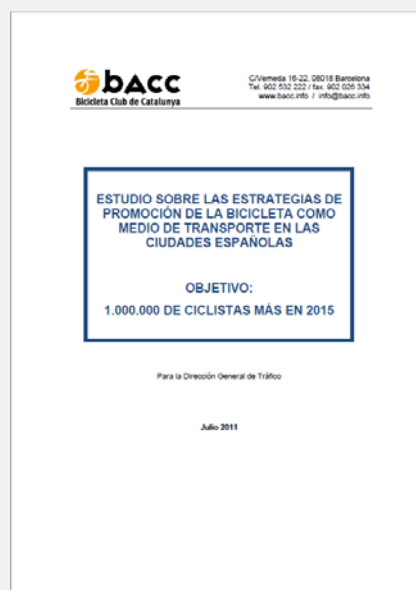 bacc
Bicicleta Club de Catalunya
C/Verneda 16-22, 08018 Barcelona
Tel. 902 532 222 / fax. 902 026 334
www.bacc.info / info@bacc.info
ESTUDIO SOBRE LAS ESTRATEGIAS DE
PROMOCIÓN DE LA BICICLETA COMO
MEDIO DE TRANSPORTE EN LAS
CIUDADES ESPAÑOLAS
OBJETIVO:
1.000.000 DE CICLISTAS MÁS EN 2015
Para la Dirección General de Tráfico
Julio 2011